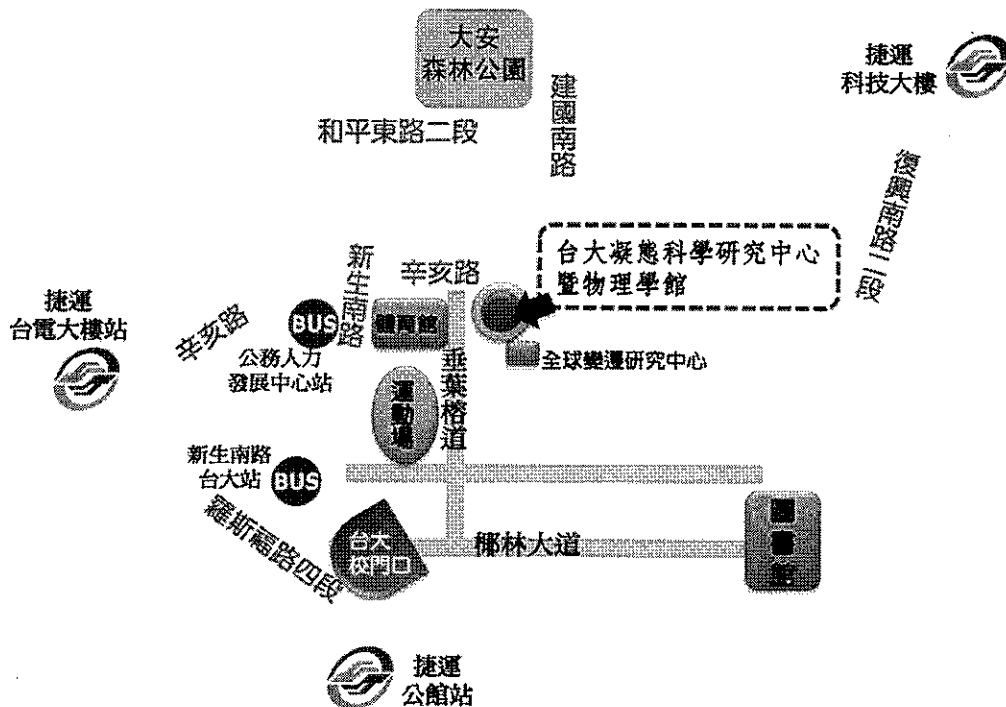 大安
森林公園
捷運
科技大樓
和平東路二段
建國南路
復興南路二段
台大凝態科學研究中心
暨物理學館
新生南路
辛亥路
捷運
台電大樓站
辛亥路
BUS
體育館
公務人力
發展中心站
全球變遷研究中心
垂葉榕道
運動場
新生南路
台大站
BUS
羅斯福路四段
台大
校門口
椰林大道
圖書館
捷運
公館站